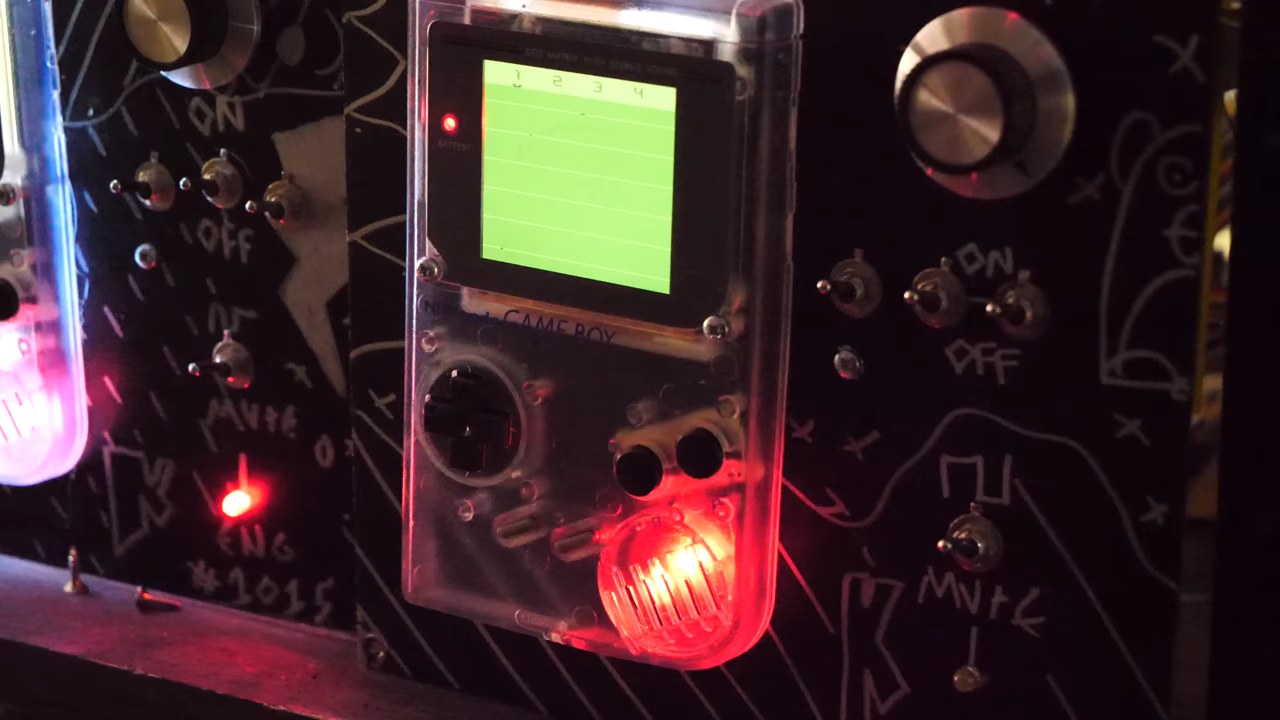 ON
OFF
MUTE
ENG
#1015
DOT MATRIX WITH STEREO SOUND
1 2 3 4
BATTERY
GAME BOY
ON
OFF
MUTE